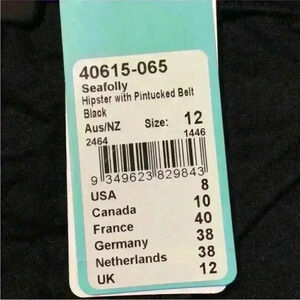 40615-065
Seafolly
Hipster with Pintucked Belt
Black
Aus/NZ Size: 12
2464 1446
9 349623 829843
USA 8
Canada 10
France 40
Germany 38
Netherlands 38
UK 12